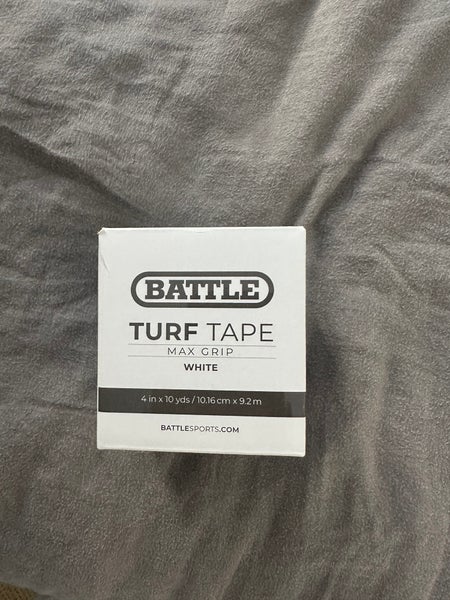 BATTLE
TURF TAPE
MAX GRIP
WHITE
4 in x 10 yds / 10.16 cm x 9.2 m
BATTLESPORTS.COM